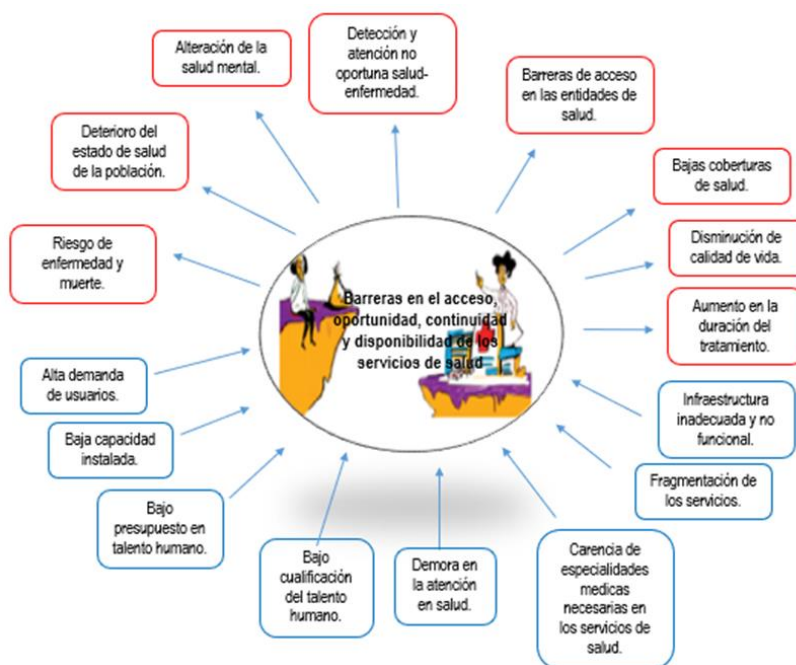 Alteración de la
salud mental.
Detección y
atención no
oportuna salud-
enfermedad.
Barreras de acceso
en las entidades de
salud.
Deterioro del
estado de salud
de la población.
Bajas coberturas
de salud.
Riesgo de
enfermedad y
muerte.
Disminución de
calidad de vida.
Aumento en la
duración del
tratamiento.
Barreras en el acceso,
oportunidad, continuidad
y disponibilidad de los
servicios de salud
Alta demanda
de usuarios.
Infraestructura
inadecuada y no
funcional.
Baja capacidad
instalada.
Fragmentación de
los servicios.
Bajo
presupuesto en
talento humano.
Bajo
cualificación
del talento
humano.
Demora en
la atención
en salud.
Carencia de
especialidades
medicas
necesarias en
los servicios de
salud.